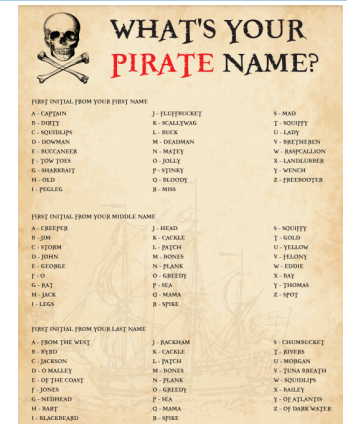 WHAT'S YOUR
PIRATE NAME?
FIRST INITIAL FROM YOUR FIRST NAME
A - CAPTAIN
B - DIRTY
C - SQUIDLIPS
D - DOWMAN
E - BUCCANEER
F - TOW TOES
G - SHARKBAIT
H - OLD
I - PEGLEG
J - FLUFFBUCKET
K - SCALLYWAG
L - BUCK
M - DEADMAN
N - MATEY
O - JOLLY
P - STINKY
Q - BLOODY
R - MISS
S - MAD
T - SQUIFFY
U - LADY
V - BRETHEREN
W - RASPCALLION
X - LANDLUBBER
Y - WENCH
Z - FREEBOOTER
FIRST INITIAL FROM YOUR MIDDLE NAME
A - CREEPER
B - JIM
C - STORM
D - JOHN
E - GEORGE
F - O
G - RAT
H - JACK
I - LEGS
J - HEAD
K - CACKLE
L - PATCH
M - BONES
N - PLANK
O - GREEDY
P - SEA
Q - MAMA
R - SPIKE
S - SQUIFFY
T - GOLD
U - YELLOW
V - FELONY
W - EDDIE
X - BAY
Y - THOMAS
Z - SPOT
FIRST INITIAL FROM YOUR LAST NAME
A - FROM THE WEST
B - BYRD
C - JACKSON
D - O MALLEY
E - OF THE COAST
F - JONES
G - NEDHEAD
H - BART
I - BLACKBEARD
J - RACKHAM
K - CACKLE
L - PATCH
M - BONES
N - PLANK
O - GREEDY
P - SEA
Q - MAMA
R - SPIKE
S - CHUMBUCKET
T - RIVERS
U - MORGAN
V - TUNA BREATH
W - SQUIDLIPS
X - BAILEY
Y - OF ATLANTIS
Z - OF DARK WATER